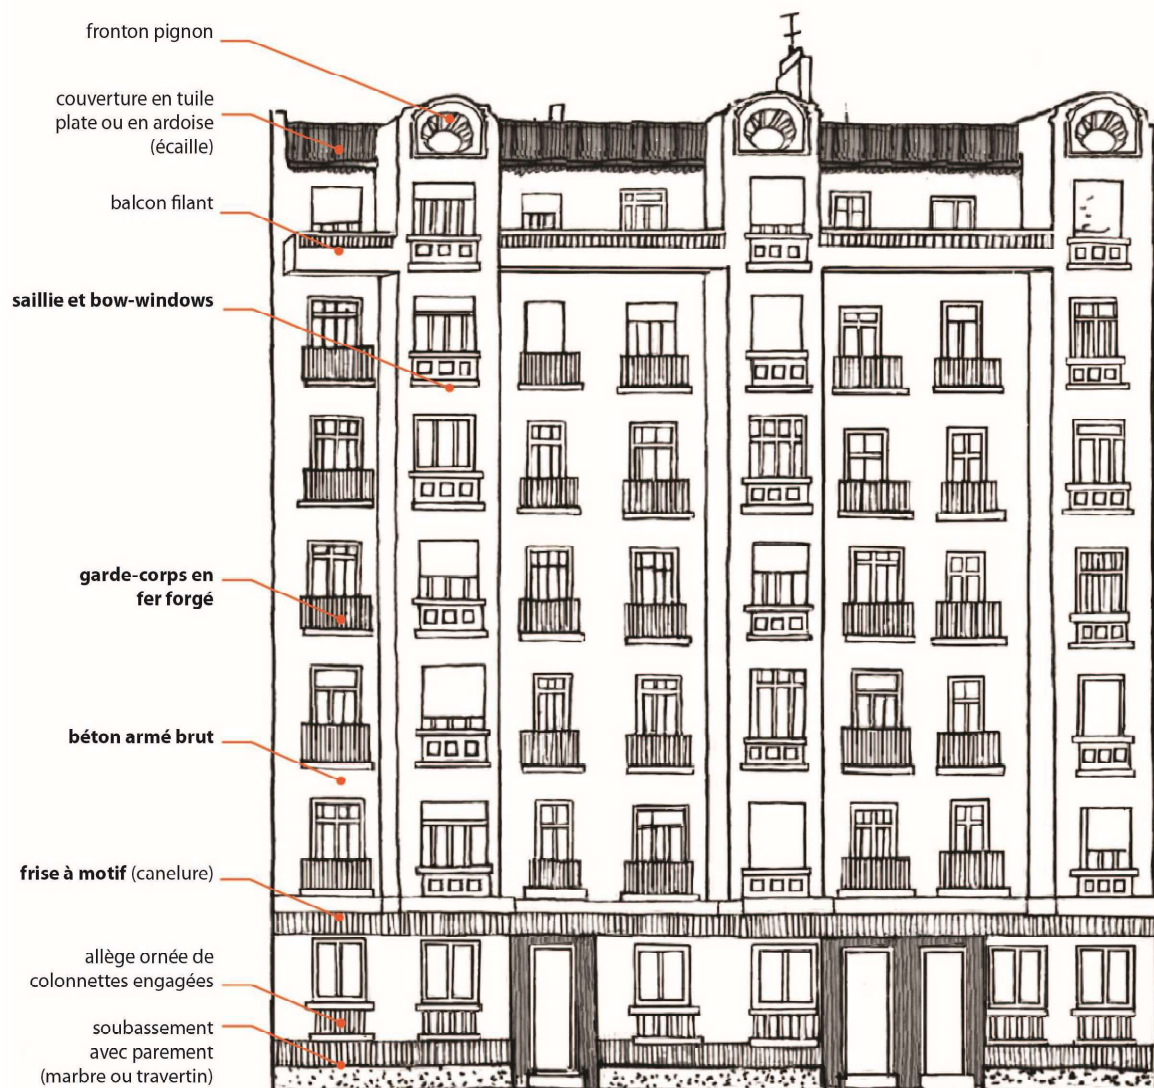 fronton pignon
couverture en tuile
plate ou en ardoise
(écaille)
balcon filant
saillie et bow-windows
garde-corps en
fer forgé
béton armé brut
frise à motif (canelure)
allège ornée de
colonnettes engagées
soubassement
avec parement
(marbre ou travertin)